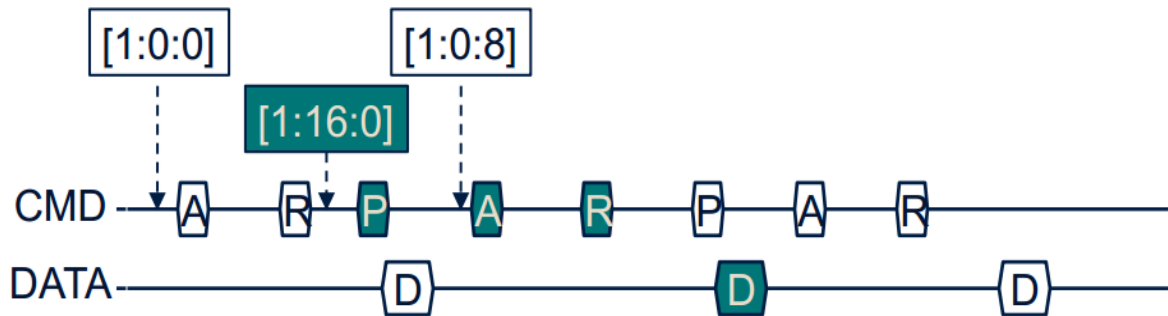 [1:0:0]
[1:0:8]
[1:16:0]
CMD A R P A R P A R
DATA D D D